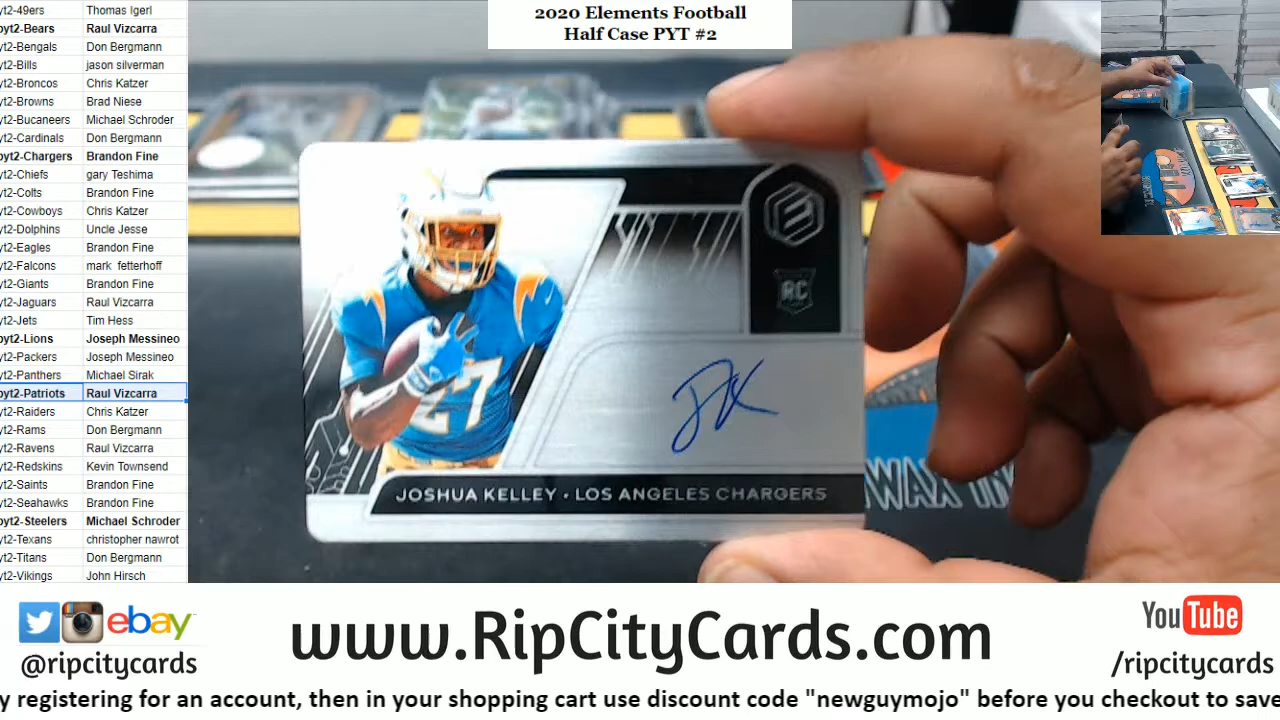 2020 Elements Football
Half Case PYT #2
yt2-49ers Thomas Igerl
pyt2-Bears Raul Vizcarra
yt2-Bengals Don Bergmann
yt2-Bills jason silverman
yt2-Broncos Chris Katzer
yt2-Browns Brad Niese
yt2-Bucaneers Michael Schroder
yt2-Cardinals Don Bergmann
pyt2-Chargers Brandon Fine
yt2-Chiefs gary Teshima
yt2-Colts Brandon Fine
yt2-Cowboys Chris Katzer
yt2-Dolphins Uncle Jesse
yt2-Eagles Brandon Fine
yt2-Falcons mark fetterhoff
yt2-Giants Brandon Fine
yt2-Jaguars Raul Vizcarra
yt2-Jets Tim Hess
pyt2-Lions Joseph Messineo
yt2-Packers Joseph Messineo
yt2-Panthers Michael Sirak
pyt2-Patriots Raul Vizcarra
yt2-Raiders Chris Katzer
yt2-Rams Don Bergmann
yt2-Ravens Raul Vizcarra
yt2-Redskins Kevin Townsend
yt2-Saints Brandon Fine
yt2-Seahawks Brandon Fine
pyt2-Steelers Michael Schroder
yt2-Texans christopher nawrot
yt2-Titans Don Bergmann
yt2-Vikings John Hirsch
RC
27
JOSHUA KELLEY • LOS ANGELES CHARGERS
WAX
ebay
@ripcitycards
www.RipCityCards.com
YouTube
/ripcitycards
y registering for an account, then in your shopping cart use discount code "newguymojo" before you checkout to save